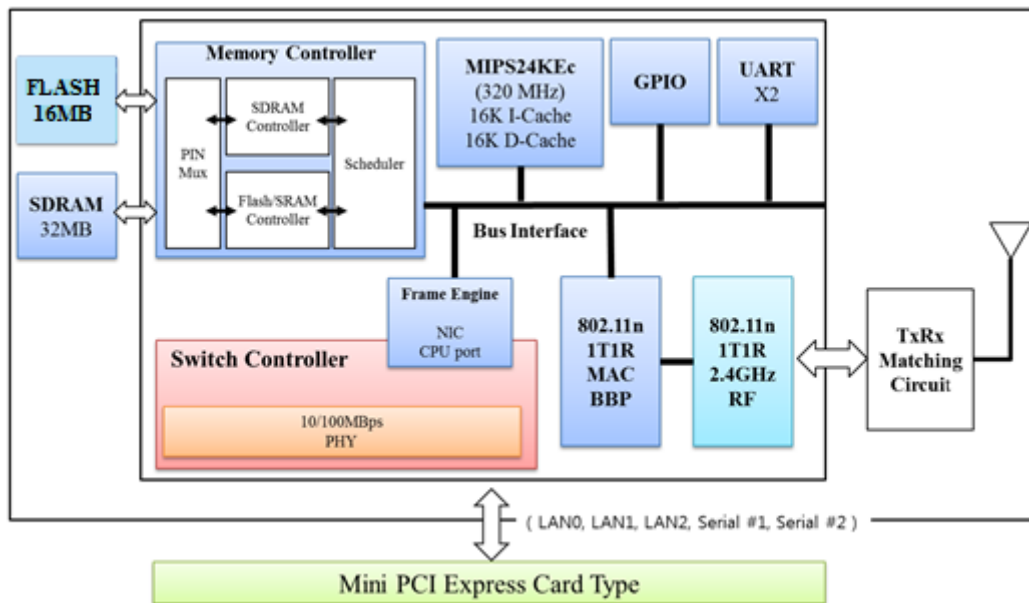 Memory Controller
FLASH
16MB
SDRAM
32MB
PIN
Mux
SDRAM
Controller
Flash/SRAM
Controller
Scheduler
MIPS24KEc
(320 MHz)
16K I-Cache
16K D-Cache
GPIO
UART
X2
Bus Interface
Frame Engine
NIC
CPU port
Switch Controller
10/100MBps
PHY
802.11n
1T1R
MAC
BBP
802.11n
1T1R
2.4GHz
RF
TxRx
Matching
Circuit
( LAN0, LAN1, LAN2, Serial #1, Serial #2 )
Mini PCI Express Card Type